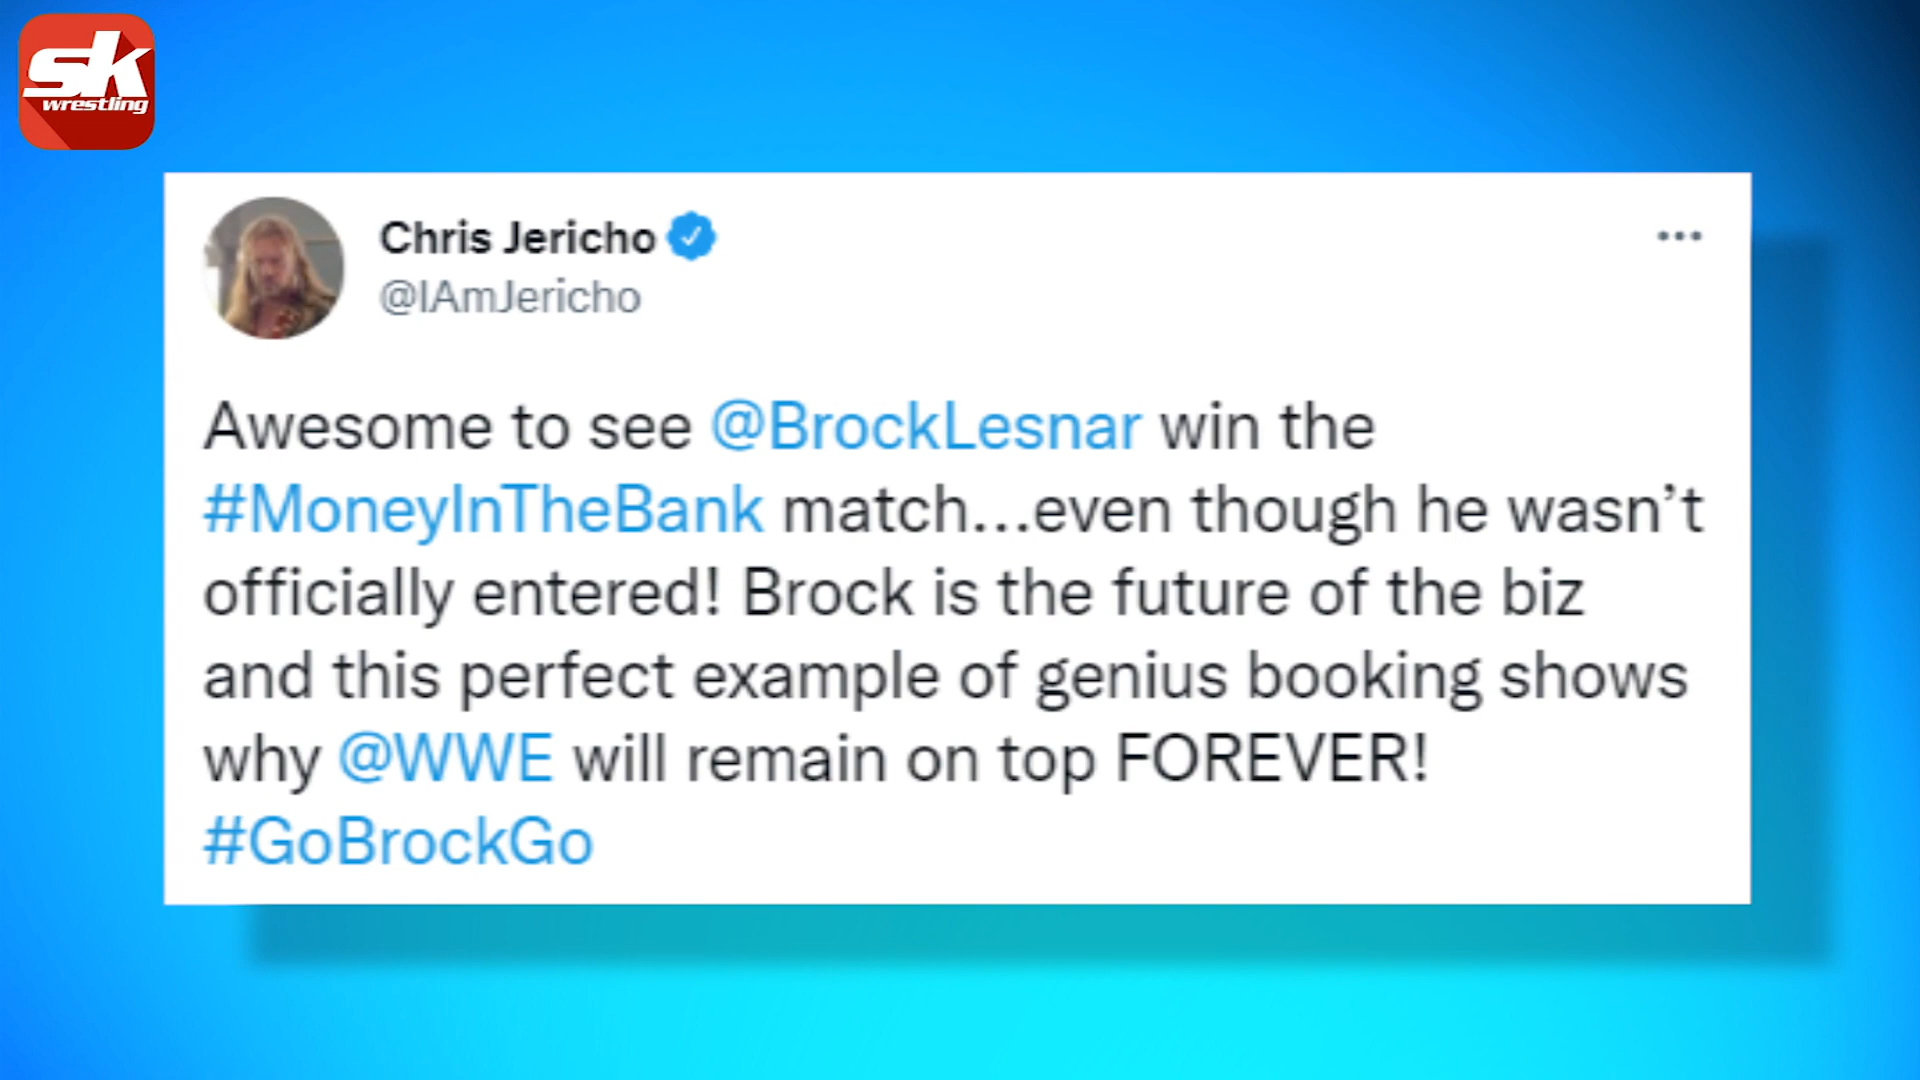 sk
wrestling
Chris Jericho
@IAmJericho
Awesome to see @BrockLesnar win the
#MoneyInTheBank match...even though he wasn’t
officially entered! Brock is the future of the biz
and this perfect example of genius booking shows
why @WWE will remain on top FOREVER!
#GoBrockGo